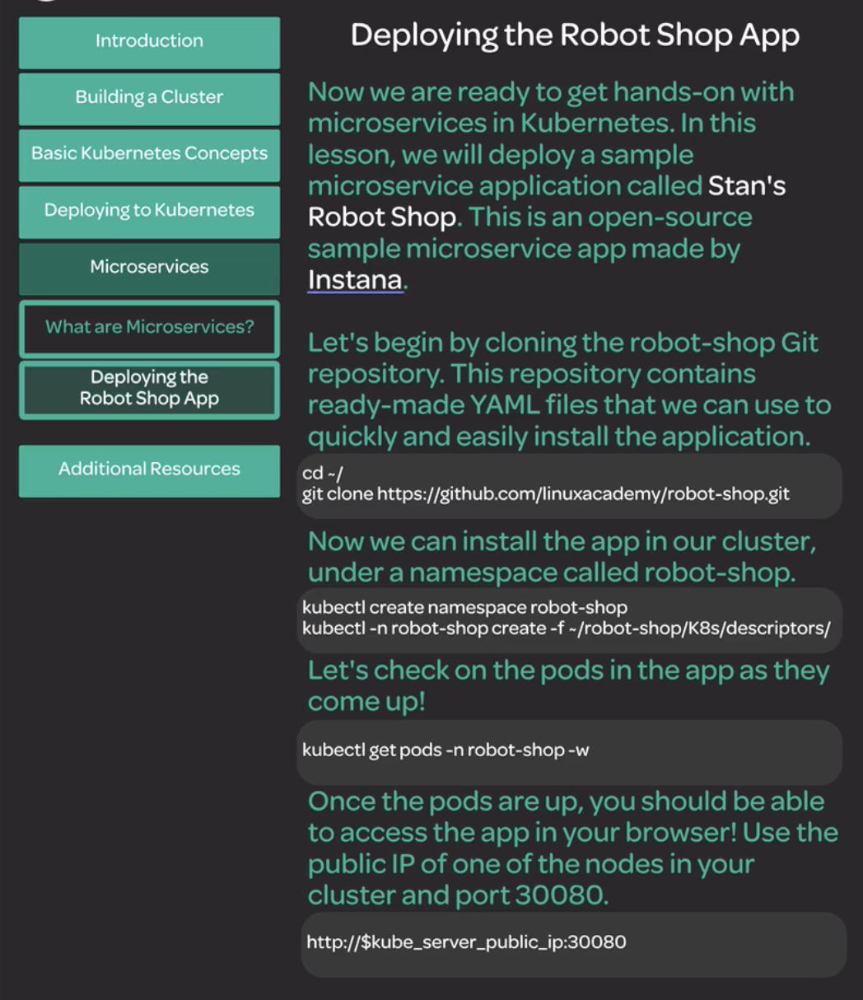 Introduction
Building a Cluster
Basic Kubernetes Concepts
Deploying to Kubernetes
Microservices
What are Microservices?
Deploying the
Robot Shop App
Additional Resources
Deploying the Robot Shop App
Now we are ready to get hands-on with
microservices in Kubernetes. In this
lesson, we will deploy a sample
microservice application called Stan's
Robot Shop. This is an open-source
sample microservice app made by
Instana.
Let's begin by cloning the robot-shop Git
repository. This repository contains
ready-made YAML files that we can use to
quickly and easily install the application.
cd ~/
git clone https://github.com/linuxacademy/robot-shop.git
Now we can install the app in our cluster,
under a namespace called robot-shop.
kubectl create namespace robot-shop
kubectl -n robot-shop create -f ~/robot-shop/K8s/descriptors/
Let's check on the pods in the app as they
come up!
kubectl get pods -n robot-shop -w
Once the pods are up, you should be able
to access the app in your browser! Use the
public IP of one of the nodes in your
cluster and port 30080.
http://$kube_server_public_ip:30080